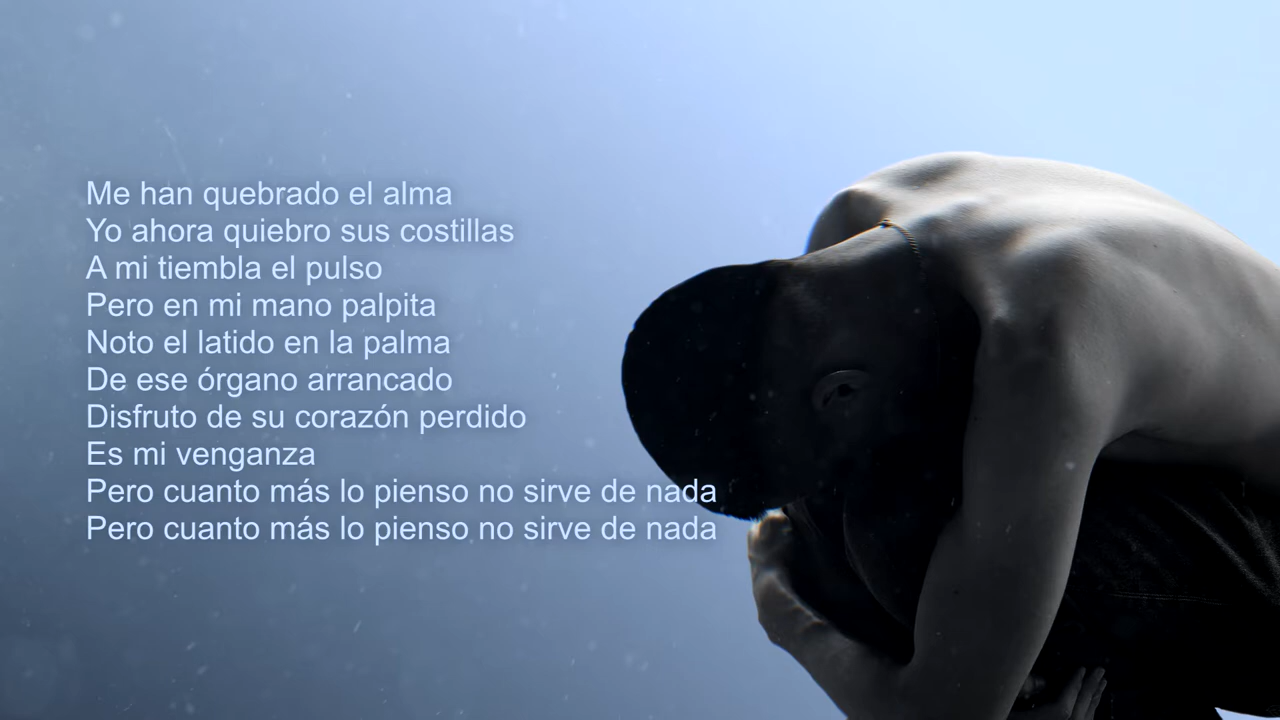 Me han quebrado el alma
Yo ahora quiebro sus costillas
A mi tiembla el pulso
Pero en mi mano palpita
Noto el latido en la palma
De ese órgano arrancado
Disfruto de su corazón perdido
Es mi venganza
Pero cuanto más lo pienso no sirve de nada
Pero cuanto más lo pienso no sirve de nada